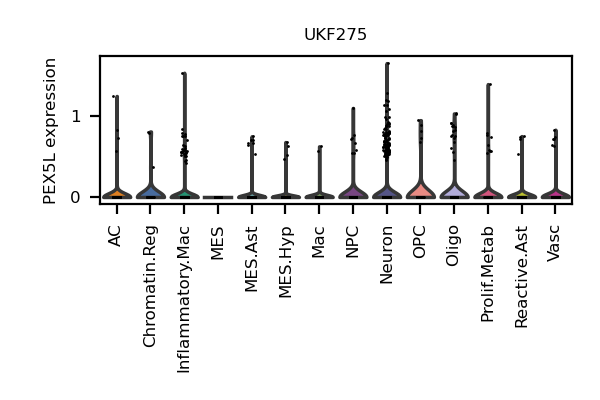 UKF275
PEX5L expression
1
0
AC
Chromatin.Reg
Inflammatory.Mac
MES
MES.Ast
MES.Hyp
Mac
NPC
Neuron
OPC
Oligo
Prolif.Metab
Reactive.Ast
Vasc